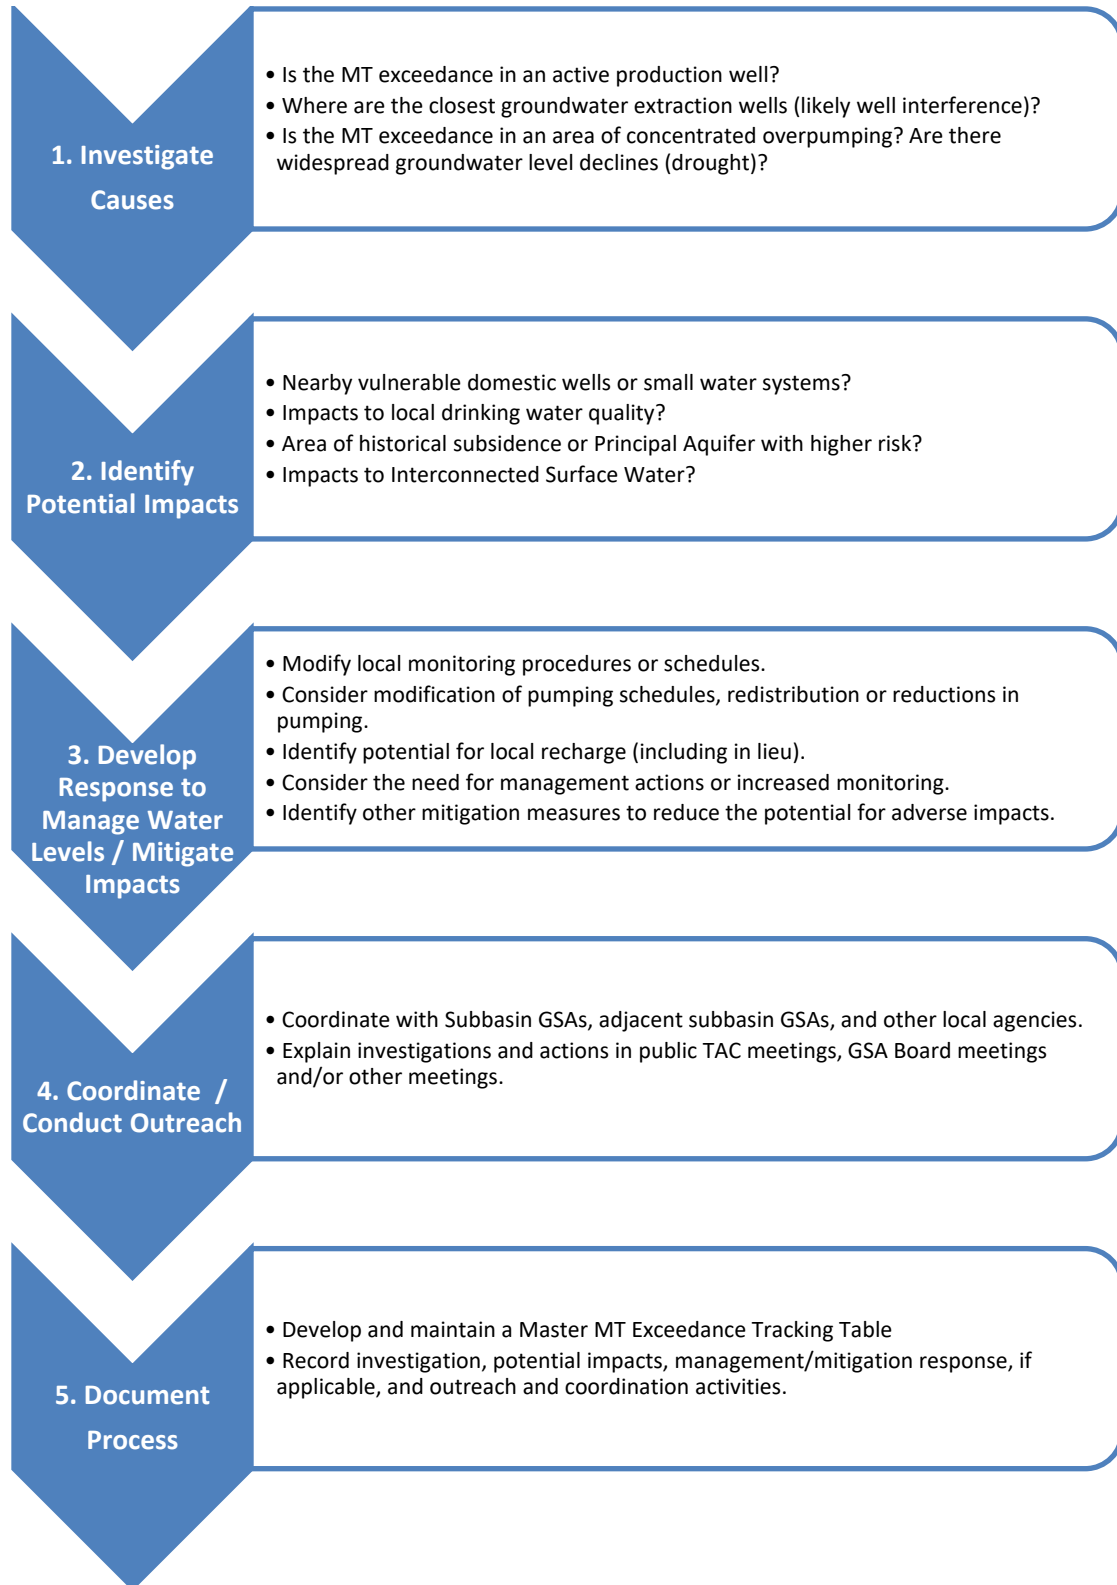 1. Investigate
Causes
• Is the MT exceedance in an active production well?
• Where are the closest groundwater extraction wells (likely well interference)?
• Is the MT exceedance in an area of concentrated overpumping? Are there
widespread groundwater level declines (drought)?
2. Identify
Potential Impacts
• Nearby vulnerable domestic wells or small water systems?
• Impacts to local drinking water quality?
• Area of historical subsidence or Principal Aquifer with higher risk?
• Impacts to Interconnected Surface Water?
3. Develop
Response to
Manage Water
Levels / Mitigate
Impacts
• Modify local monitoring procedures or schedules.
• Consider modification of pumping schedules, redistribution or reductions in
pumping.
• Identify potential for local recharge (including in lieu).
• Consider the need for management actions or increased monitoring.
• Identify other mitigation measures to reduce the potential for adverse impacts.
4. Coordinate /
Conduct Outreach
• Coordinate with Subbasin GSAs, adjacent subbasin GSAs, and other local agencies.
• Explain investigations and actions in public TAC meetings, GSA Board meetings
and/or other meetings.
5. Document
Process
• Develop and maintain a Master MT Exceedance Tracking Table
• Record investigation, potential impacts, management/mitigation response, if
applicable, and outreach and coordination activities.